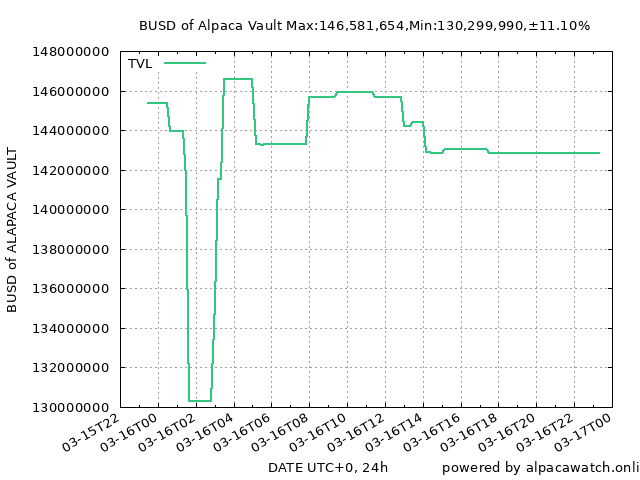 BUSD of Alpaca Vault Max:146,581,654,Min:130,299,990,±11.10%
TVL
148000000
146000000
144000000
142000000
140000000
138000000
136000000
134000000
132000000
130000000
BUSD of ALAPACA VAULT
03-15T22
03-16T00
03-16T02
03-16T04
03-16T06
03-16T08
03-16T10
03-16T12
03-16T14
03-16T16
03-16T18
03-16T20
03-16T22
03-17T00
DATE UTC+0, 24h
powered by alpacawatch.onli